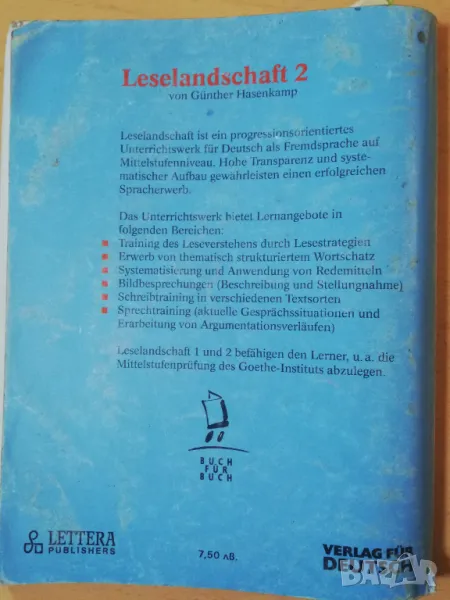 Leselandschaft 2
von Günther Hasenkamp
Leselandschaft ist ein progressionsorientiertes
Unterrichtswerk für Deutsch als Fremdsprache auf
Mittelstufenniveau. Hohe Transparenz und syste-
matischer Aufbau gewährleisten einen erfolgreichen
Spracherwerb.
Das Unterrichtswerk bietet Lernangebote in
folgenden Bereichen:
Training des Leseverstehens durch Lesestrategien
Erwerb von thematisch strukturiertem Wortschatz
Systematisierung und Anwendung von Redemitteln
Bildbesprechungen (Beschreibung und Stellungnahme)
Schreibtraining in verschiedenen Textsorten
Sprechtraining (aktuelle Gesprächssituationen und
Erarbeitung von Argumentationsverläufen)
Leselandschaft 1 und 2 befähigen den Lerner, u. a. die
Mittelstufenprüfung des Goethe-Instituts abzulegen.
BUCH
FÜR
BUCH
LETTERA
PUBLISHERS
7,50 лв.
VERLAG FÜR
DEUTSCH
BAZAR